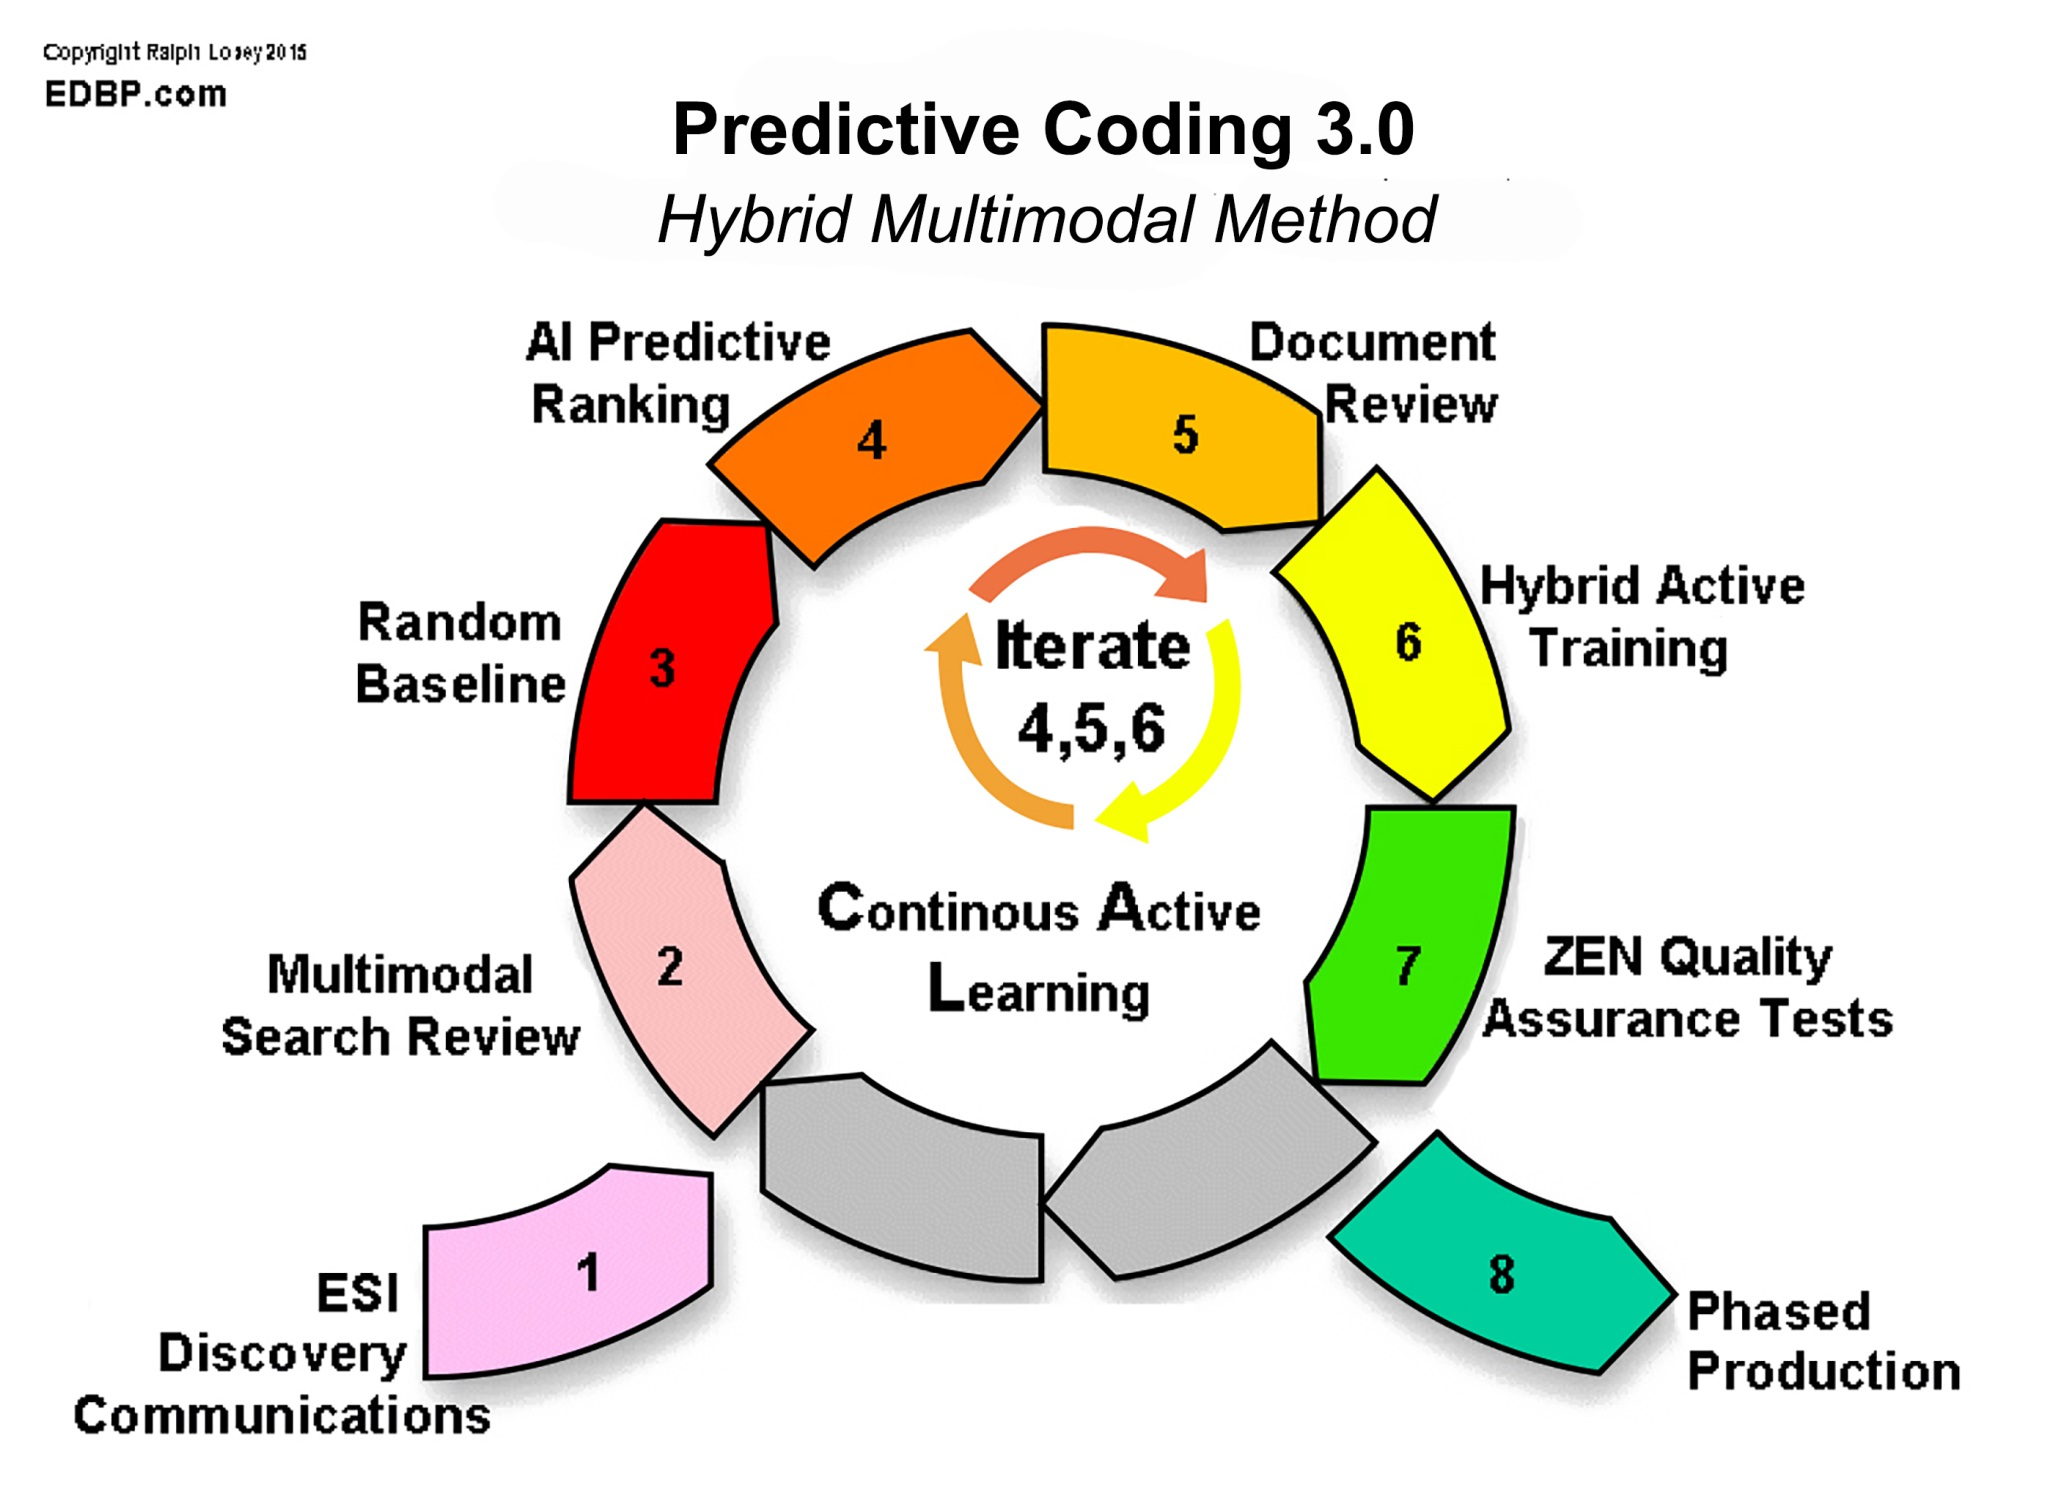 Copyright Ralph Losey 2015
EDBP.com
Predictive Coding 3.0
Hybrid Multimodal Method
AI Predictive
Ranking
4
5
Document
Review
Random
Baseline
3
Iterate
4,5,6
6
Hybrid Active
Training
Multimodal
Search Review
2
Continous Active
Learning
7
ZEN Quality
Assurance Tests
1
ESI
Discovery
Communications
8
Phased
Production